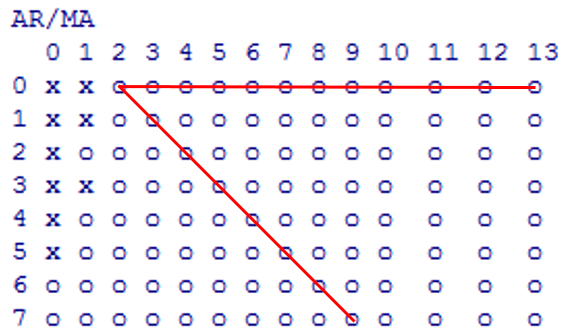 AR/MA
0 1 2 3 4 5 6 7 8 9 10 11 12 13
0 x x o o o o o o o o o o o o
1 x x o o o o o o o o o o o o
2 x o o o o o o o o o o o o o
3 x x o o o o o o o o o o o o
4 x o o o o o o o o o o o o o
5 x o o o o o o o o o o o o o
6 o o o o o o o o o o o o o o
7 o o o o o o o o o o o o o o